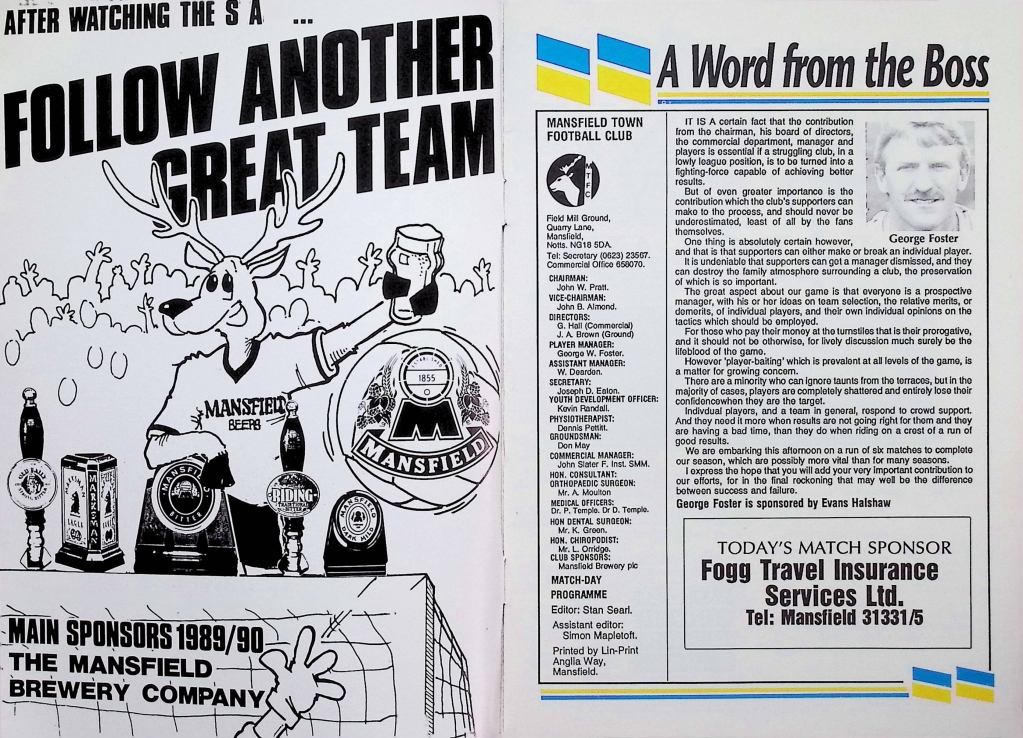 AFTER WATCHING THE S A ...
FOLLOW ANOTHER
GREAT TEAM
MANSFIELD
BEERS
ESTABLISHED
1855
MANSFIELD
MARKSMAN
LAGER
MANSFIELD
BITTER
RIDING
MANSFIELD
DARK MILD
MAIN SPONSORS 1989/90
THE MANSFIELD
BREWERY COMPANY
A Word from the Boss
MANSFIELD TOWN
FOOTBALL CLUB
MTFC
Field Mill Ground,
Quarry Lane,
Mansfield,
Notts. NG18 5DA.
Tel: Secretary (0623) 23567.
Commercial Office 658070.
CHAIRMAN:
John W. Pratt.
VICE-CHAIRMAN:
John B. Almond.
DIRECTORS:
G. Hall (Commercial)
J. A. Brown (Ground)
PLAYER MANAGER:
George W. Foster.
ASSISTANT MANAGER:
W. Dearden.
SECRETARY:
Joseph D. Eaton.
YOUTH DEVELOPMENT OFFICER:
Kevin Randall.
PHYSIOTHERAPIST:
Dennis Pettitt.
GROUNDSMAN:
Don May
COMMERCIAL MANAGER:
John Slater F. Inst. SMM.
HON. CONSULTANT:
ORTHOPAEDIC SURGEON:
Mr. A. Moulton
MEDICAL OFFICERS:
Dr. P. Temple. Dr D. Temple.
HON DENTAL SURGEON:
Mr. K. Green.
HON. CHIROPODIST:
Mr. L. Orridge.
CLUB SPONSORS:
Mansfield Brewery plc
MATCH-DAY
PROGRAMME
Editor: Stan Searl.
Assistant editor:
Simon Mapletoft.
Printed by Lin-Print
Anglia Way,
Mansfield.
IT IS A certain fact that the contribution
from the chairman, his board of directors,
the commercial department, manager and
players is essential if a struggling club, in a
lowly league position, is to be turned into a
fighting-force capable of achieving better
results.
But of even greater importance is the
contribution which the club's supporters can
make to the process, and should never be
underestimated, least of all by the fans
themselves.
One thing is absolutely certain however,
and that is that supporters can either make or break an individual player.
It is undeniable that supporters can get a manager dismissed, and they
can destroy the family atmosphere surrounding a club, the preservation
of which is so important.
The great aspect about our game is that everyone is a prospective
manager, with his or her ideas on team selection, the relative merits, or
demerits, of individual players, and their own individual opinions on the
tactics which should be employed.
For those who pay their money at the turnstiles that is their prorogative,
and it should not be otherwise, for lively discussion much surely be the
lifeblood of the game.
However 'player-baiting' which is prevalent at all levels of the game, is
a matter for growing concern.
There are a minority who can ignore taunts from the terraces, but in the
majority of cases, players are completely shattered and entirely lose their
confidencewhen they are the target.
Indivdual players, and a team in general, respond to crowd support.
And they need it more when results are not going right for them and they
are having a bad time, than they do when riding on a crest of a run of
good results.
We are embarking this afternoon on a run of six matches to complete
our season, which are possibly more vital than for many seasons.
I express the hope that you will add your very important contribution to
our efforts, for in the final reckoning that may well be the difference
between success and failure.
George Foster is sponsored by Evans Halshaw
George Foster
TODAY'S MATCH SPONSOR
Fogg Travel Insurance
Services Ltd.
Tel: Mansfield 31331/5